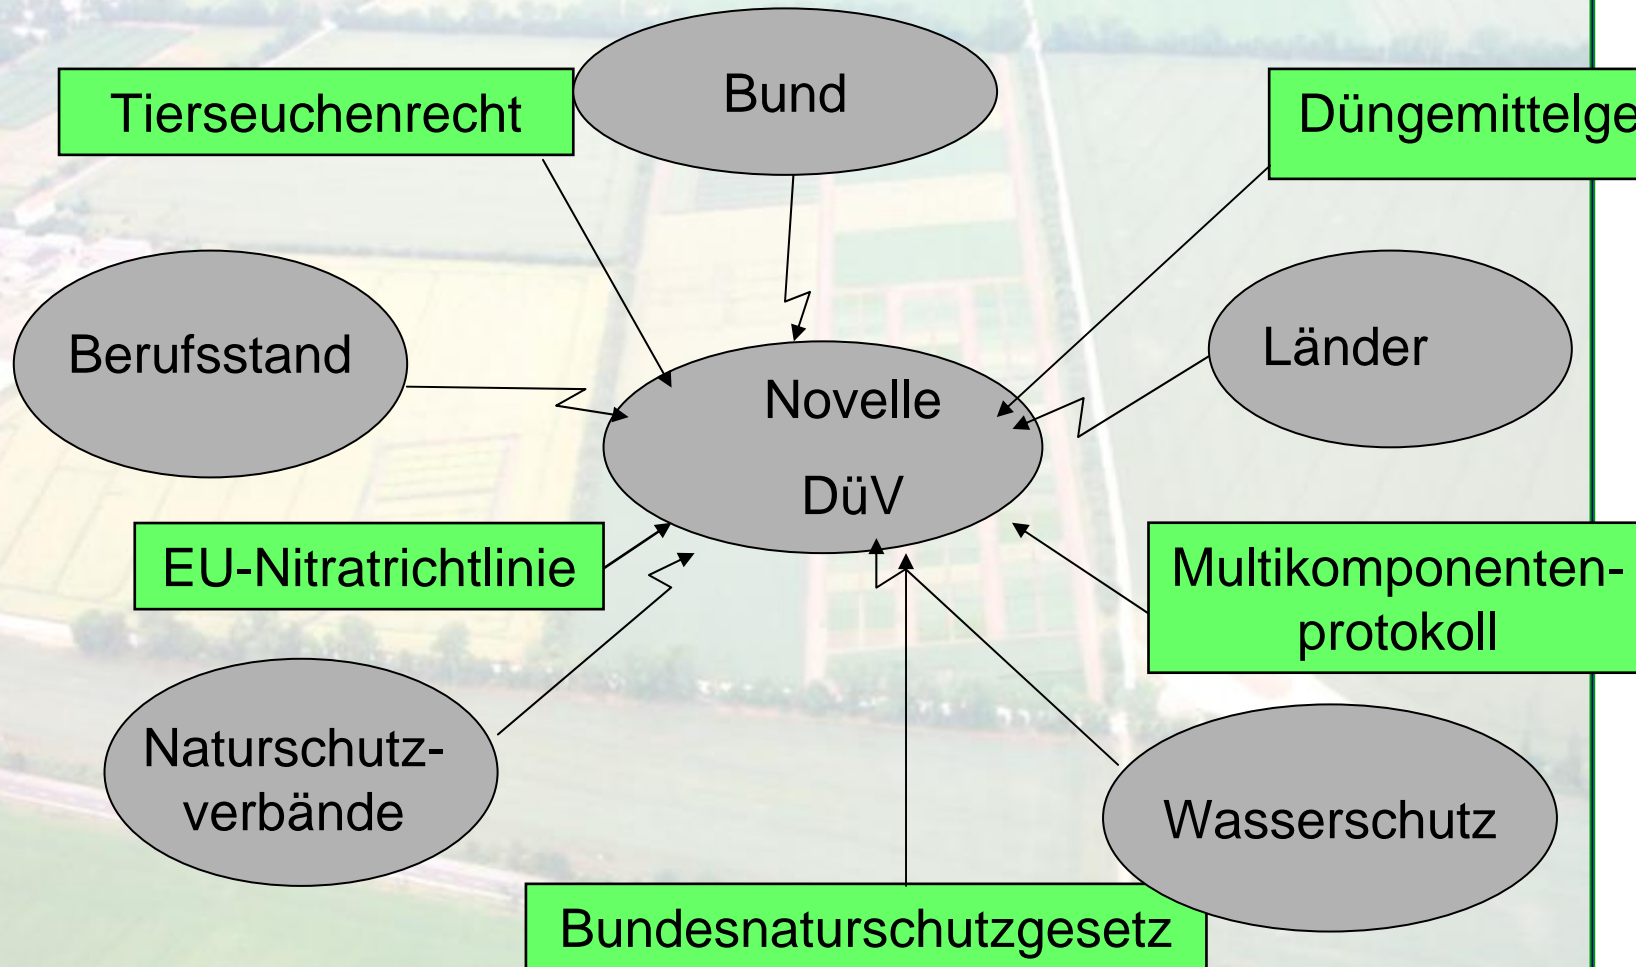 Bund
Tierseuchenrecht
Düngemittelge
Berufsstand
Länder
Novelle
DüV
EU-Nitratrichtlinie
Multikomponenten-
protokoll
Naturschutz-
verbände
Wasserschutz
Bundesnaturschutzgesetz